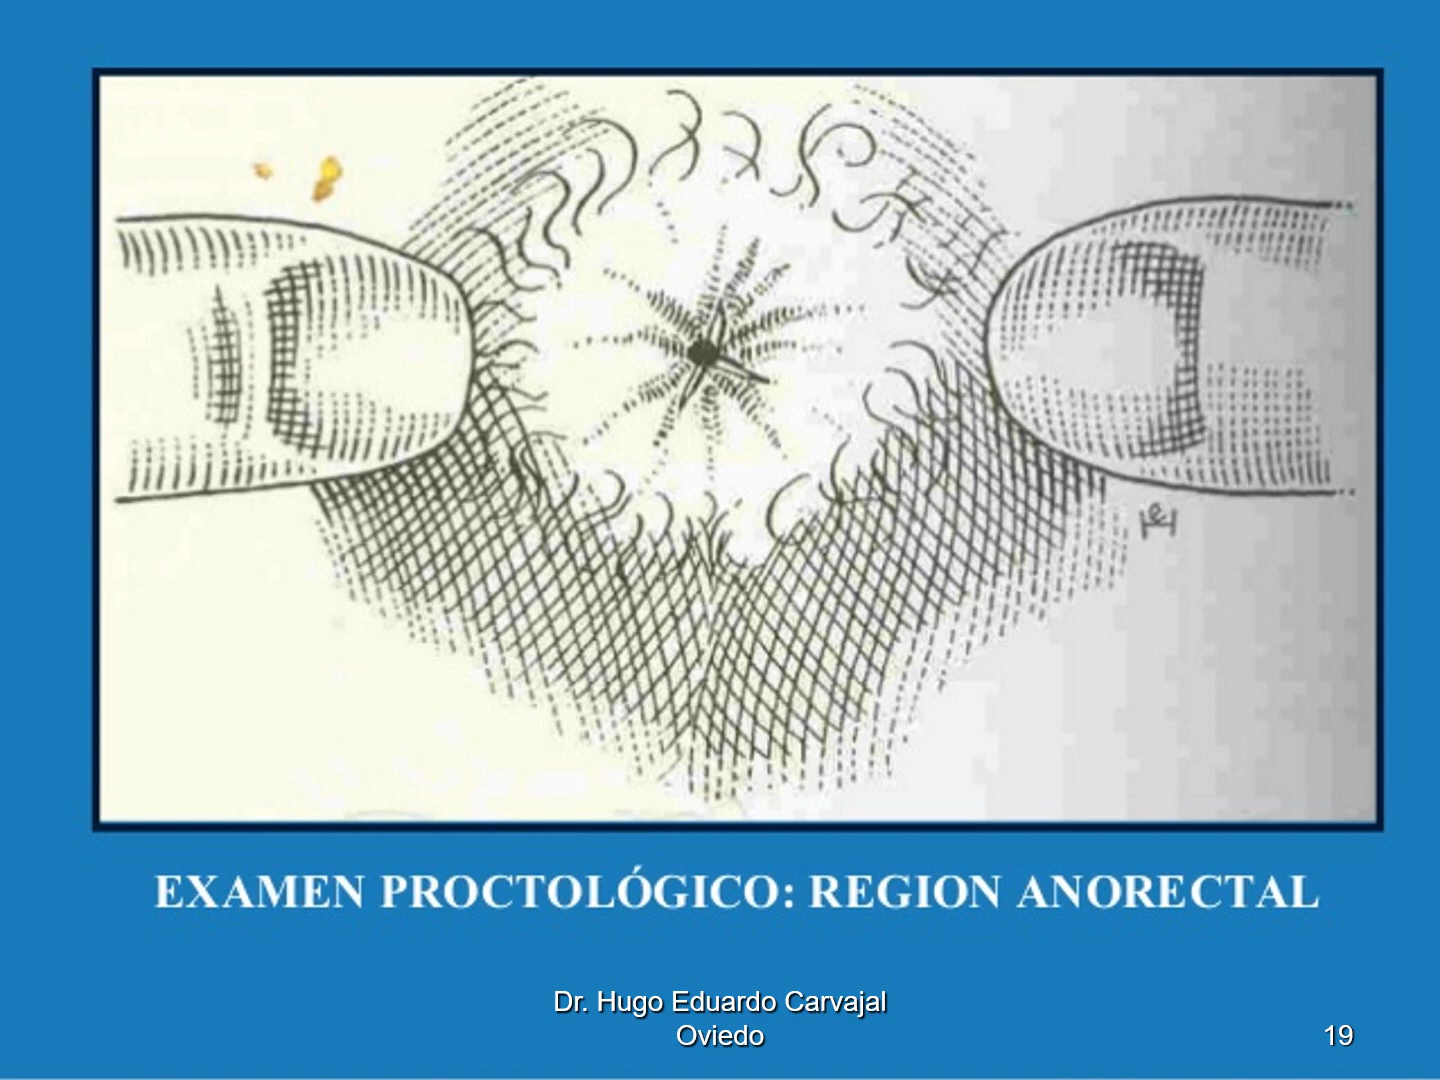 EXAMEN PROCTOLÓGICO: REGION ANORECTAL
Dr. Hugo Eduardo Carvajal
Oviedo
19